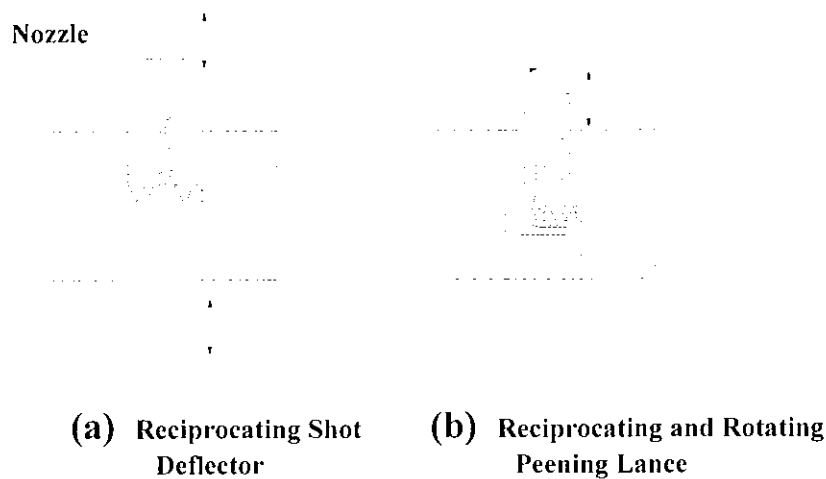 Nozzle
(a) Reciprocating Shot
Deflector
(b) Reciprocating and Rotating
Peening Lance